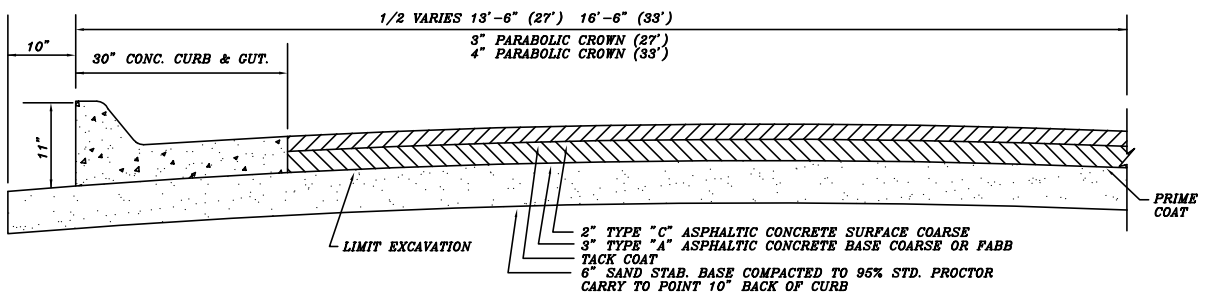 1/2 VARIES 13'-6" (27')   16'-6" (33')
10"
3" PARABOLIC CROWN (27')
4" PARABOLIC CROWN (33')
30" CONC. CURB & GUT.
11"
PRIME
COAT
LIMIT EXCAVATION
2" TYPE "C" ASPHALTIC CONCRETE SURFACE COARSE
3" TYPE "A" ASPHALTIC CONCRETE BASE COARSE OR FABB
TACK COAT
6" SAND STAB. BASE COMPACTED TO 95% STD. PROCTOR
CARRY TO POINT 10" BACK OF CURB